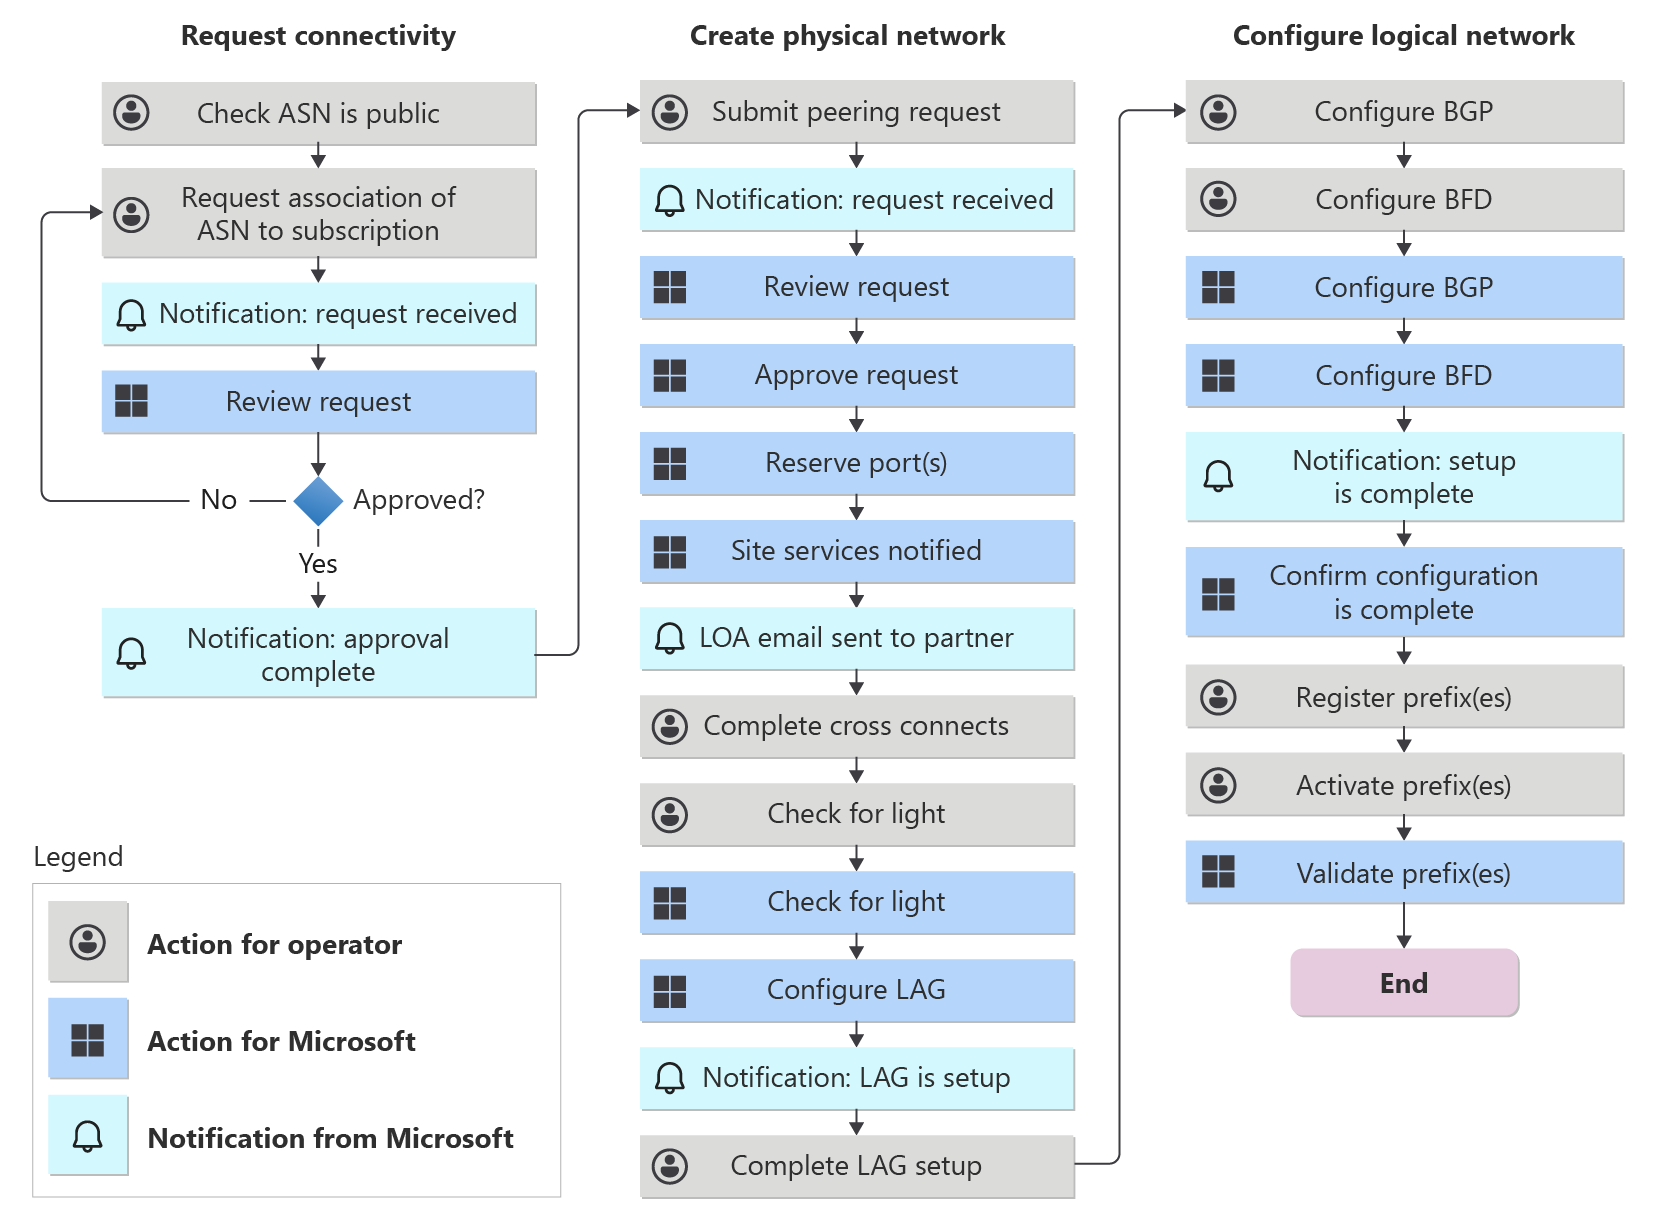 Request connectivity
Check ASN is public
Request association of
ASN to subscription
Notification: request received
Review request
No
Approved?
Yes
Notification: approval
complete
Create physical network
Submit peering request
Notification: request received
Review request
Approve request
Reserve port(s)
Site services notified
LOA email sent to partner
Complete cross connects
Check for light
Check for light
Configure LAG
Notification: LAG is setup
Complete LAG setup
Configure logical network
Configure BGP
Configure BFD
Configure BGP
Configure BFD
Notification: setup
is complete
Confirm configuration
is complete
Register prefix(es)
Activate prefix(es)
Validate prefix(es)
End
Legend
Action for operator
Action for Microsoft
Notification from Microsoft